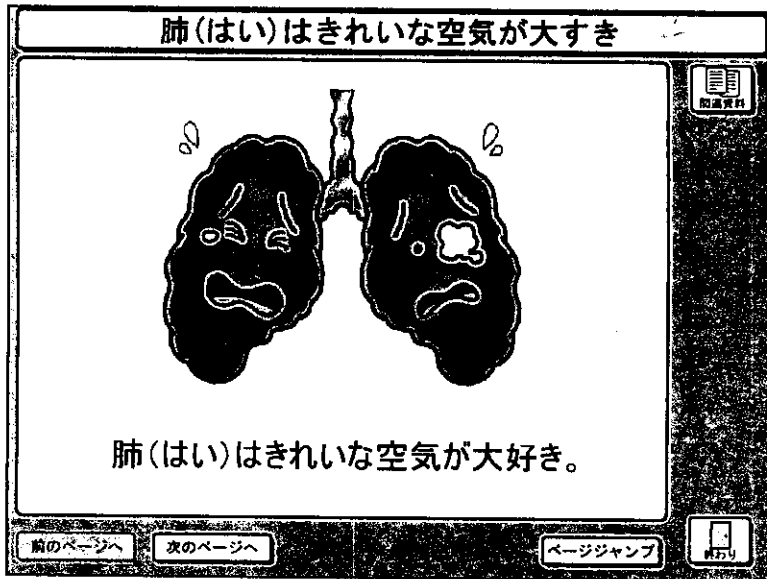 肺(はい)はきれいな空気が大すき
関連資料
肺(はい)はきれいな空気が大好き。
前のページへ
次のページへ
ページジャンプ
終わり